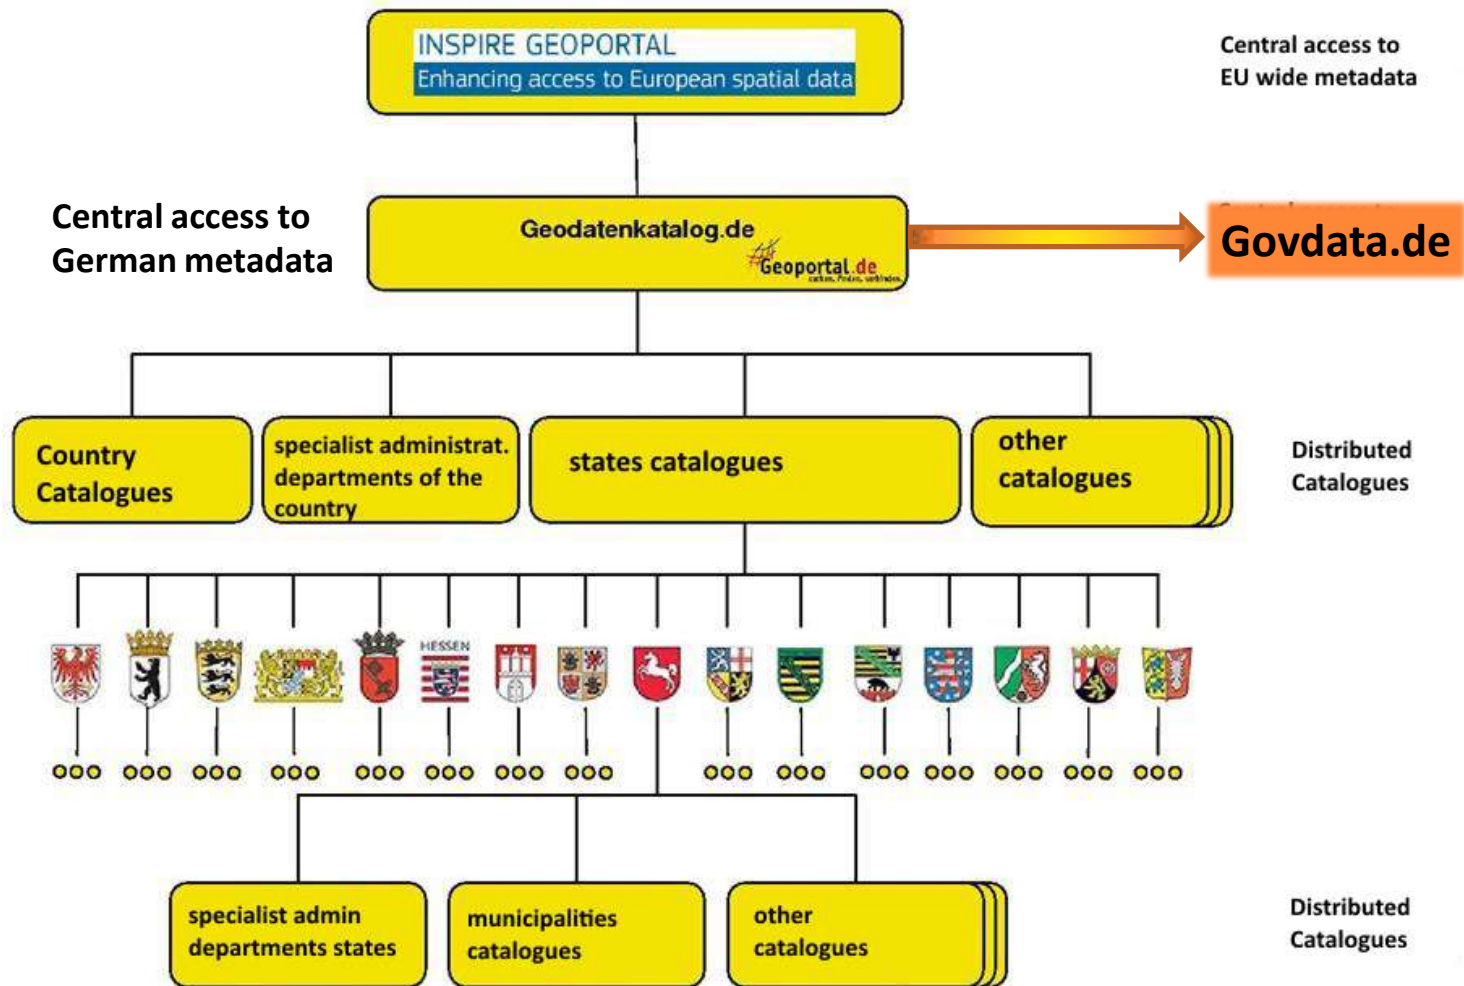 INSPIRE GEOPORTAL
Enhancing access to European spatial data
Central access to
EU wide metadata
Central access to
German metadata
Geodatenkatalog.de
Geoportal.de
Govdata.de
Country
Catalogues
specialist administrat.
departments of the
country
states catalogues
other
catalogues
Distributed
Catalogues
HESSEN
specialist admin
departments states
municipalities
catalogues
other
catalogues
Distributed
Catalogues